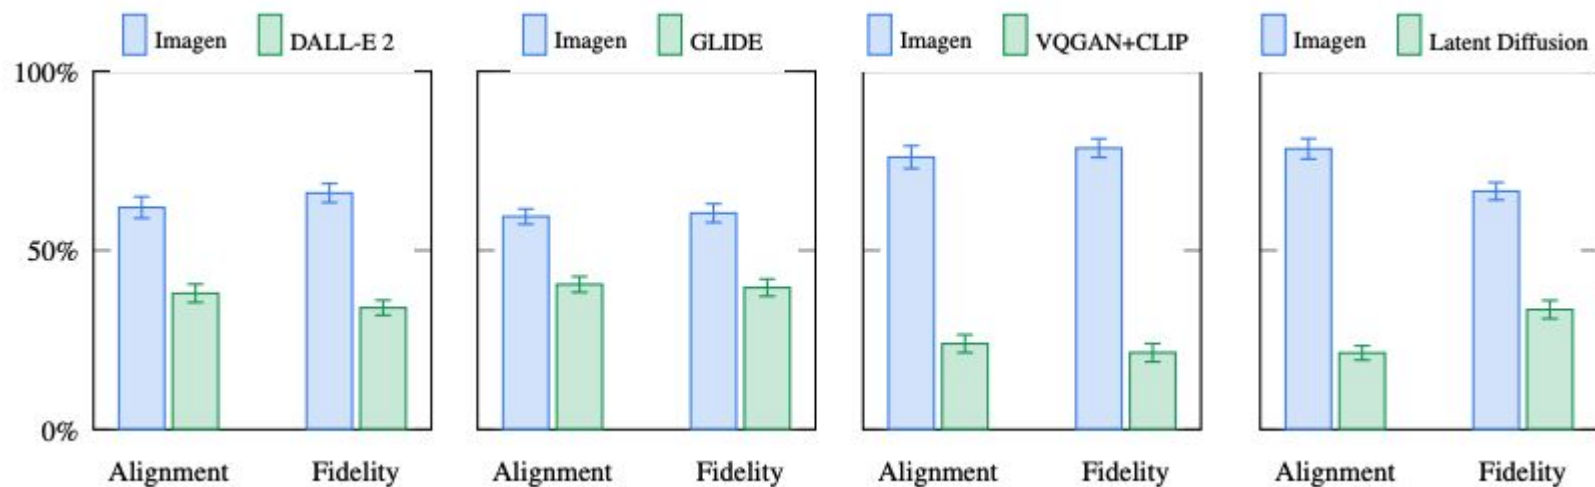 Imagen DALL-E 2 Imagen GLIDE Imagen VQGAN+CLIP Imagen Latent Diffusion
100%
50%
0%
Alignment Fidelity Alignment Fidelity Alignment Fidelity Alignment Fidelity